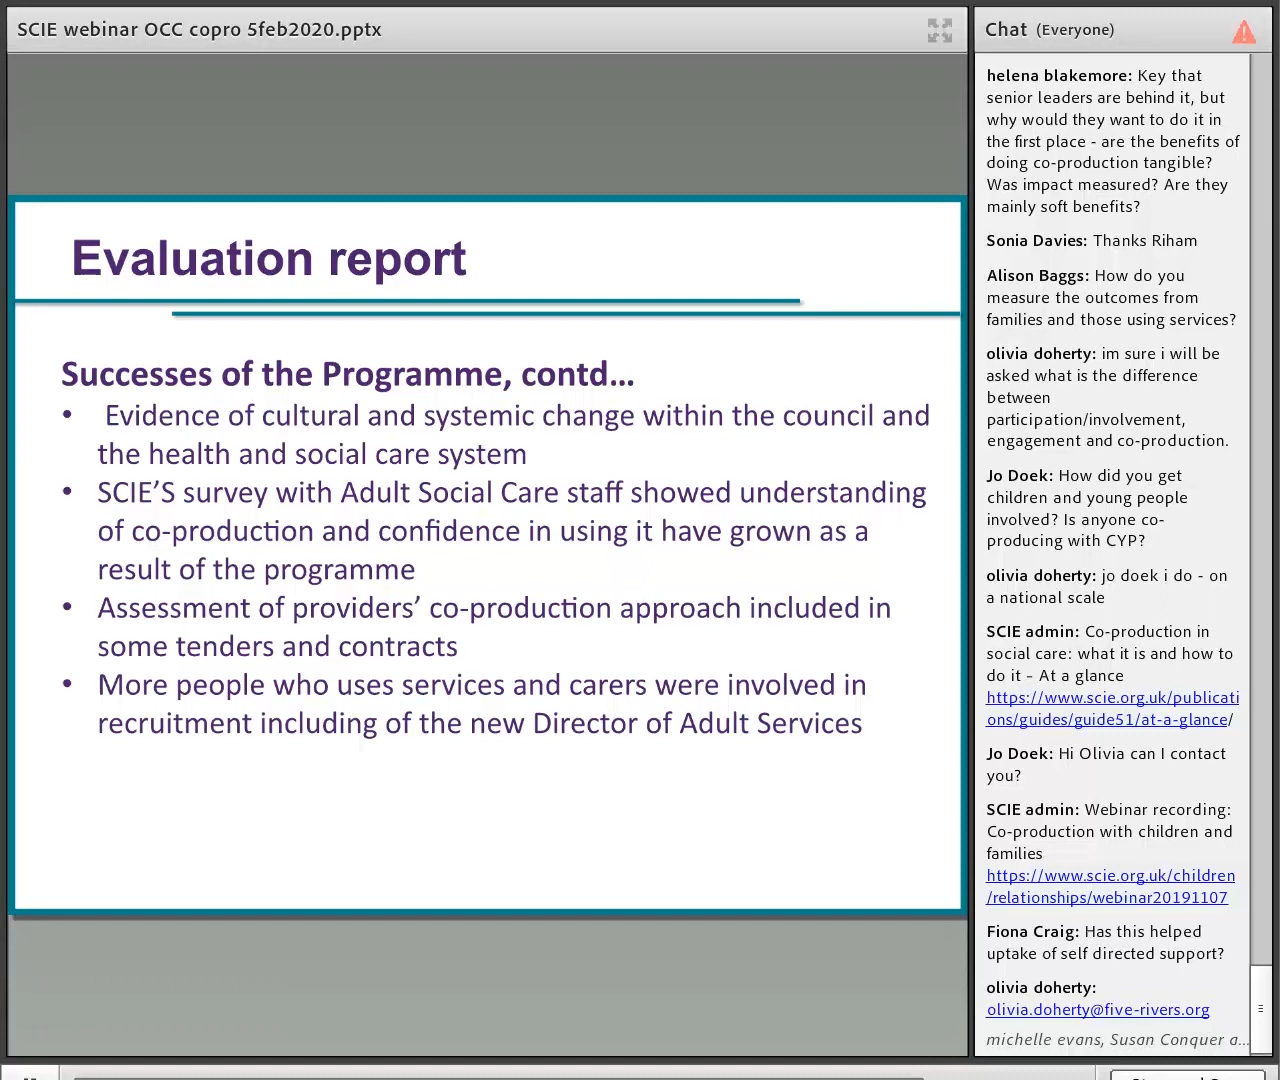 SCIE webinar OCC copro 5feb2020.pptx
Evaluation report
Successes of the Programme, contd...
• Evidence of cultural and systemic change within the council and
the health and social care system
• SCIE'S survey with Adult Social Care staff showed understanding
of co-production and confidence in using it have grown as a
result of the programme
• Assessment of providers' co-production approach included in
some tenders and contracts
• More people who uses services and carers were involved in
recruitment including of the new Director of Adult Services
Chat (Everyone)
helena blakemore: Key that
senior leaders are behind it, but
why would they want to do it in
the first place - are the benefits of
doing co-production tangible?
Was impact measured? Are they
mainly soft benefits?
Sonia Davies: Thanks Riham
Alison Baggs: How do you
measure the outcomes from
families and those using services?
olivia doherty: im sure i will be
asked what is the difference
between
participation/involvement,
engagement and co-production.
Jo Doek: How did you get
children and young people
involved? Is anyone co-
producing with CYP?
olivia doherty: jo doek i do - on
a national scale
SCIE admin: Co-production in
social care: what it is and how to
do it - At a glance
https://www.scie.org.uk/publicati
ons/guides/guide51/at-a-glance/
Jo Doek: Hi Olivia can I contact
you?
SCIE admin: Webinar recording:
Co-production with children and
families
https://www.scie.org.uk/children
/relationships/webinar20191107
Fiona Craig: Has this helped
uptake of self directed support?
olivia doherty:
olivia.doherty@five-rivers.org
michelle evans, Susan Conquer a...